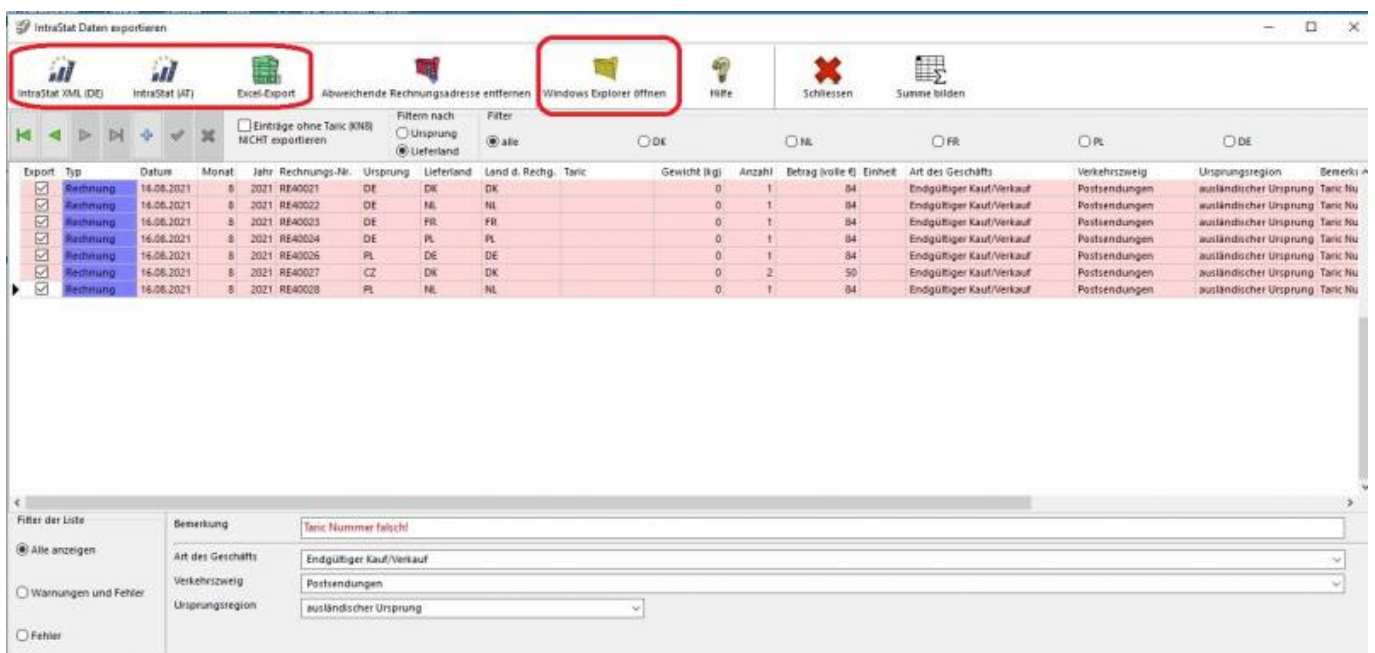 IntraStat Daten exportieren
IntraStat XML (DE) IntraStat (AT) Excel-Export Abweichende Rechnungsadresse entfernen Windows Explorer öffnen Hilfe Schliessen Summe bilden
Einträge ohne Taric (KN8) NICHT exportieren
Filtern nach
Ursprung
Lieferland
Filter
alle DK NL FR PL DE
Export Typ Datum Monat Jahr Rechnungs-Nr. Ursprung Lieferland Land d. Rechg. Taric Gewicht (kg) Anzahl Betrag (volle €) Einheit Art des Geschäfts Verkehrszweig Ursprungsregion Bemerk
Rechnung 16.08.2021 8 2021 RE40021 DE DK DK 0 1 84 Endgültiger Kauf/Verkauf Postsendungen ausländischer Ursprung Taric Nu
Rechnung 16.08.2021 8 2021 RE40022 DE NL NL 0 1 84 Endgültiger Kauf/Verkauf Postsendungen ausländischer Ursprung Taric Nu
Rechnung 16.08.2021 8 2021 RE40023 DE FR FR 0 1 84 Endgültiger Kauf/Verkauf Postsendungen ausländischer Ursprung Taric Nu
Rechnung 16.08.2021 8 2021 RE40024 DE PL PL 0 1 84 Endgültiger Kauf/Verkauf Postsendungen ausländischer Ursprung Taric Nu
Rechnung 16.08.2021 8 2021 RE40026 PL DE DE 0 1 84 Endgültiger Kauf/Verkauf Postsendungen ausländischer Ursprung Taric Nu
Rechnung 16.08.2021 8 2021 RE40027 CZ DK DK 0 2 50 Endgültiger Kauf/Verkauf Postsendungen ausländischer Ursprung Taric Nu
Rechnung 16.08.2021 8 2021 RE40028 PL NL NL 0 1 84 Endgültiger Kauf/Verkauf Postsendungen ausländischer Ursprung Taric Nu
Filter der Liste
Alle anzeigen
Warnungen und Fehler
Fehler
Bemerkung Taric Nummer falsch!
Art des Geschäfts Endgültiger Kauf/Verkauf
Verkehrszweig Postsendungen
Ursprungsregion ausländischer Ursprung